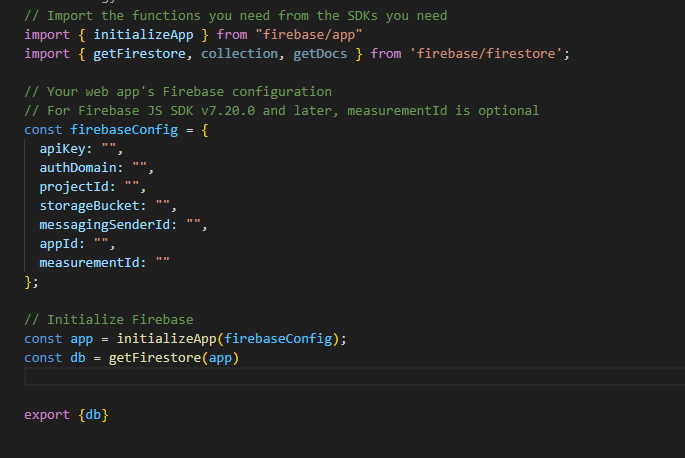 // Import the functions you need from the SDKs you need
import { initializeApp } from "firebase/app"
import { getFirestore, collection, getDocs } from 'firebase/firestore';
// Your web app's Firebase configuration
// For Firebase JS SDK v7.20.0 and later, measurementId is optional
const firebaseConfig = {
  apiKey: "",
  authDomain: "",
  projectId: "",
  storageBucket: "",
  messagingSenderId: "",
  appId: "",
  measurementId: ""
};
// Initialize Firebase
const app = initializeApp(firebaseConfig);
const db = getFirestore(app)
export {db}